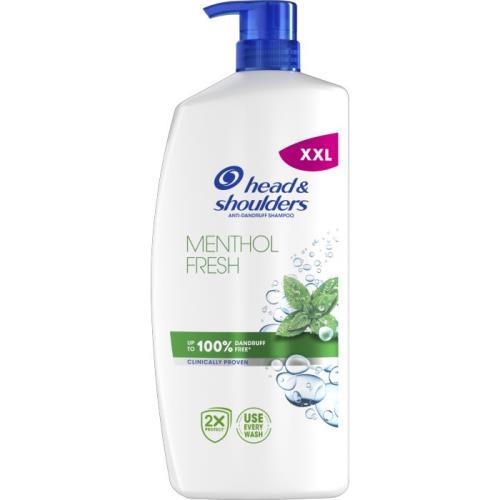 XXL
head &
shoulders
ANTI-DANDRUFF SHAMPOO
MENTHOL
FRESH
UP TO 100% DANDRUFF FREE*
CLINICALLY PROVEN
2X
PROTECT
USE
EVERY
WASH